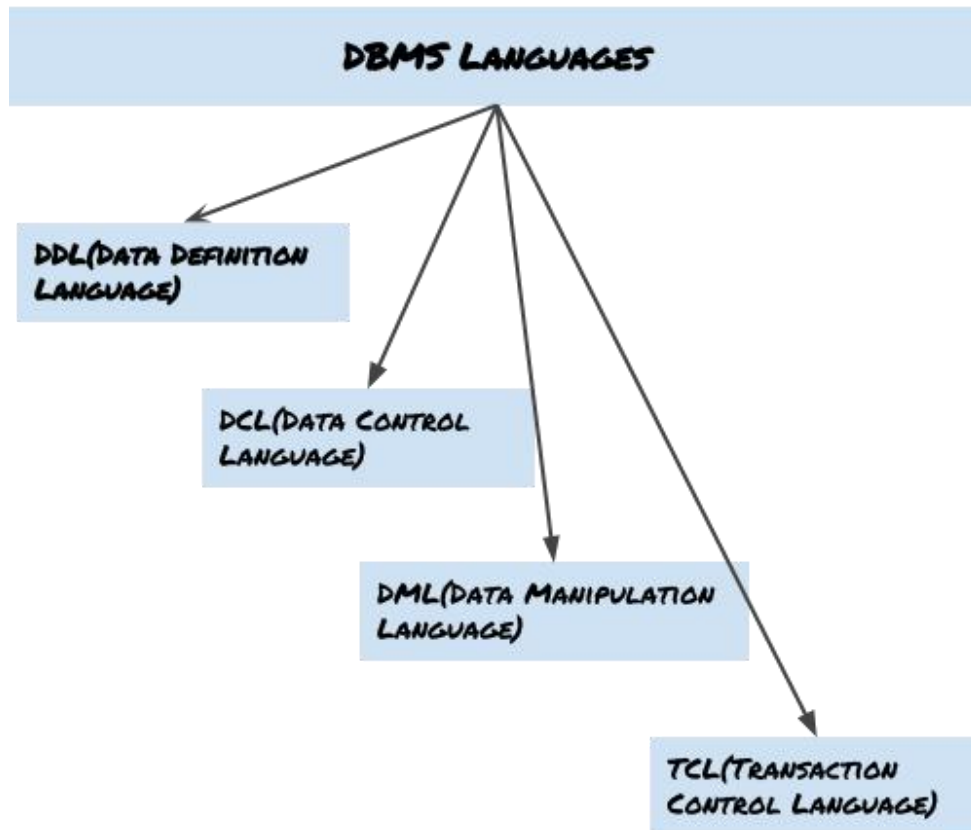 DBMS Languages
DDL(Data Definition
Language)
DCL(Data Control
Language)
DML(Data Manipulation
Language)
TCL(Transaction
Control Language)